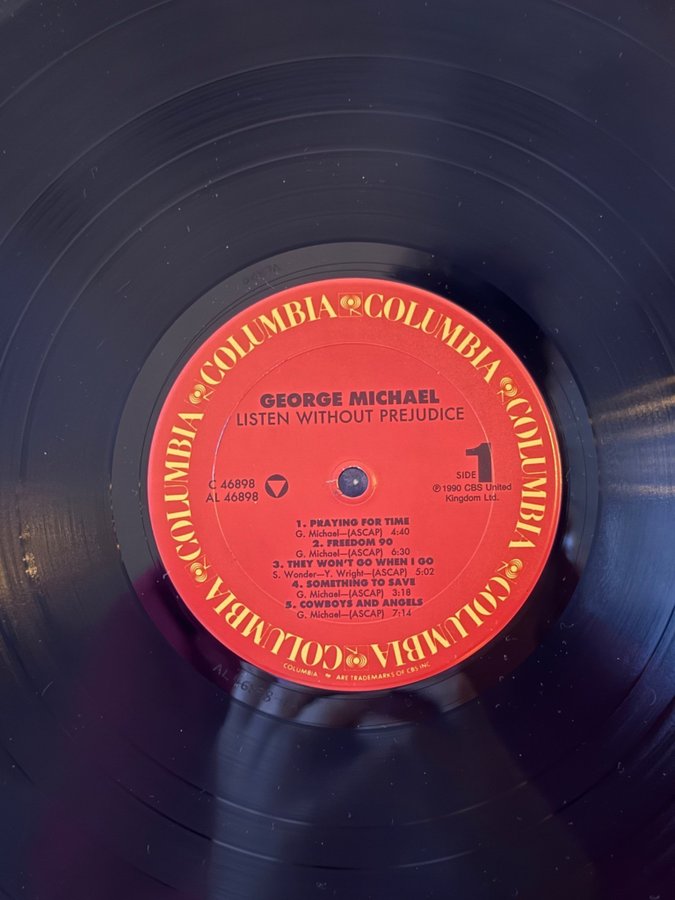 COLUMBIA COLUMBIA COLUMBIA COLUMBIA COLUMBIA COLUMBIA COLUMBIA COLUMBIA
GEORGE MICHAEL
LISTEN WITHOUT PREJUDICE
C 46898
AL 46898
SIDE 1
℗1990 CBS United
Kingdom Ltd.
1. PRAYING FOR TIME
G. Michael—(ASCAP) 4:40
2. FREEDOM 90
G. Michael—(ASCAP) 6:30
3. THEY WON'T GO WHEN I GO
S. Wonder—Y. Wright—(ASCAP) 5:02
4. SOMETHING TO SAVE
G. Michael—(ASCAP) 3:18
5. COWBOYS AND ANGELS
G. Michael—(ASCAP) 7:14
COLUMBIA ARE TRADEMARKS OF CBS INC